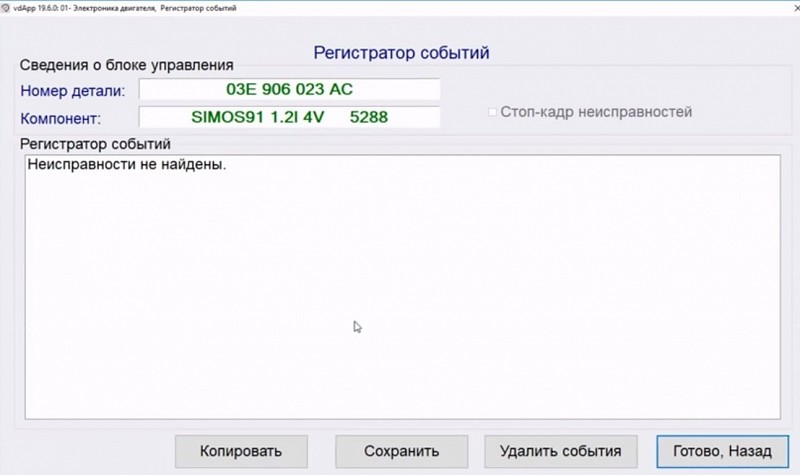 vdApp 19.6.0: 01- Электроника двигателя, Регистратор событий
Регистратор событий
Сведения о блоке управления
Номер детали: 03E 906 023 AC
Компонент: SIMOS91 1.2l 4V 5288
Стоп-кадр неисправностей
Регистратор событий
Неисправности не найдены.
Копировать Сохранить Удалить события Готово, Назад